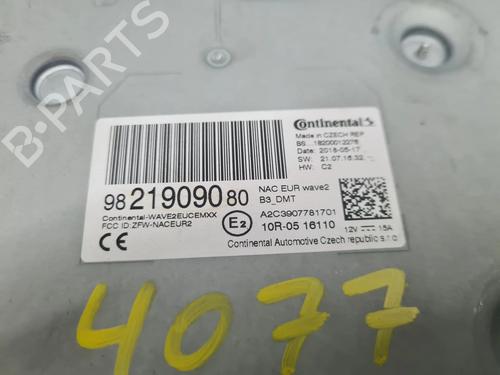 B-PARTS
Continental
Made in CZECH REP
BS...18200012276
Date: 2018-05-17
SW: 21.07.16.32
HW: C2
98 219090 80
NAC EUR wave2
B3_DMT
Continental-WAVE2EUCEMXX
FCC ID:ZFW-NACEUR2
E2
A2C3907781701
10R-05 16110
12V 15A
CE
Continental Automotive Czech republic s.r.o
4077